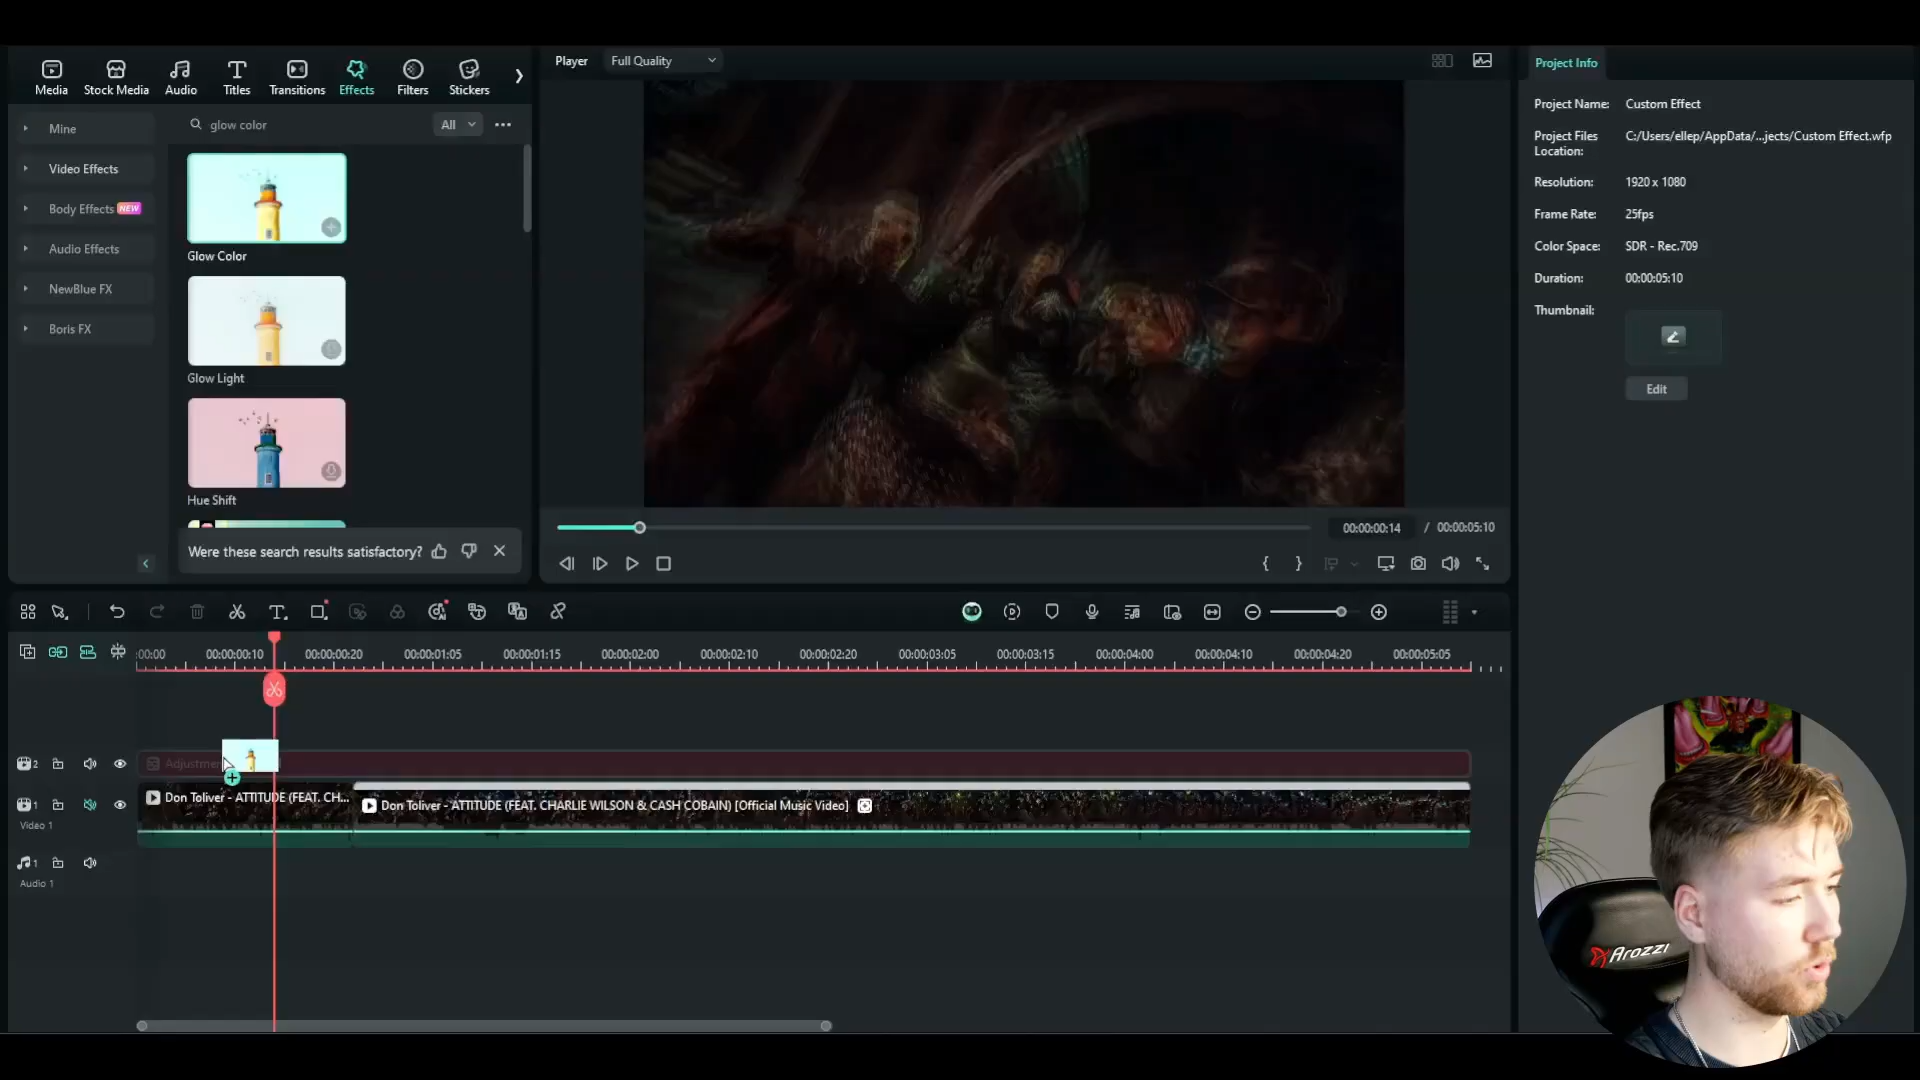 Media
Stock Media
Audio
Titles
Transitions
Effects
Filters
Stickers
Player
Full Quality
Project Info
Mine
Video Effects
Body Effects NEW
Audio Effects
NewBlue FX
Boris FX
glow color
All
Glow Color
Glow Light
Hue Shift
Were these search results satisfactory?
Project Name: Custom Effect
Project Files Location: C:/Users/ellep/AppData/...jects/Custom Effect.wfp
Resolution: 1920 x 1080
Frame Rate: 25fps
Color Space: SDR - Rec.709
Duration: 00:00:05:10
Thumbnail:
Edit
00:00:00:14 / 00:00:05:10
:00:00 00:00:00:10 00:00:00:20 00:00:01:05 00:00:01:15 00:00:02:00 00:00:02:10 00:00:02:20 00:00:03:05 00:00:03:15 00:00:04:00 00:00:04:10 00:00:04:20 00:00:05:05
2
Adjustmen
1
Don Toliver - ATTITUDE (FEAT. CH...
Don Toliver - ATTITUDE (FEAT. CHARLIE WILSON & CASH COBAIN) [Official Music Video]
Video 1
1
Audio 1
Arozzi